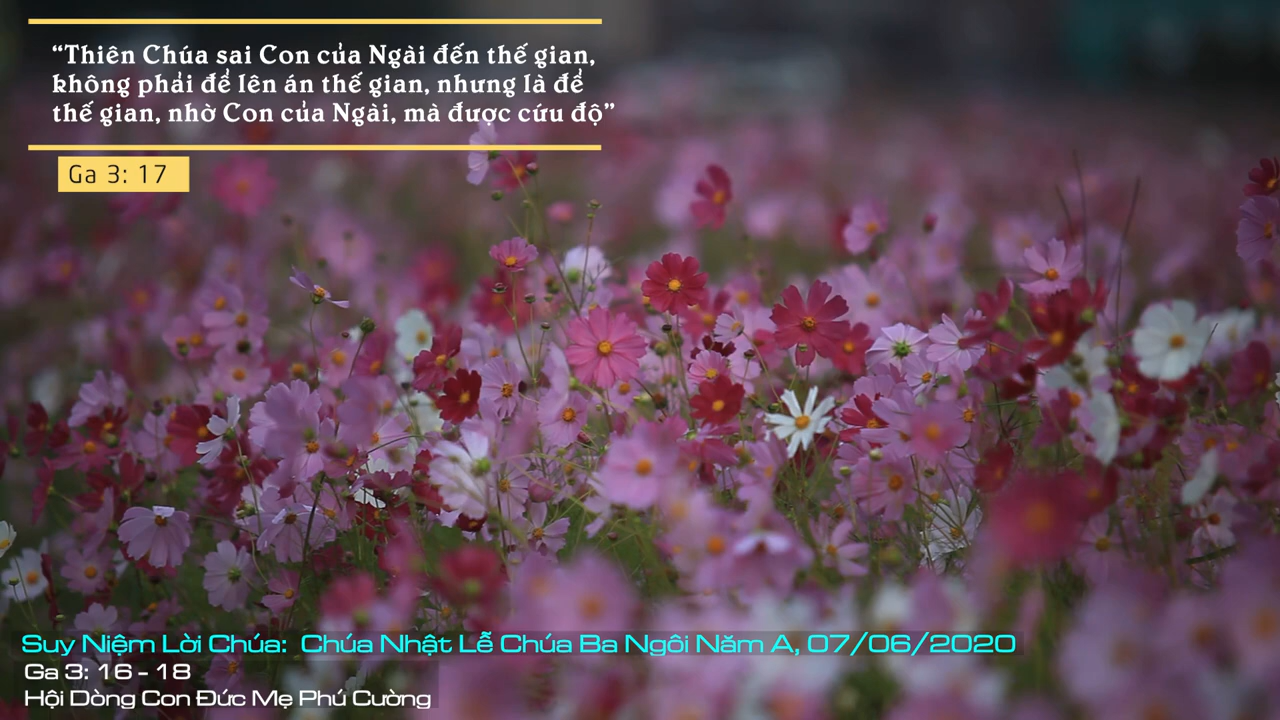 “Thiên Chúa sai Con của Ngài đến thế gian,
không phải để lên án thế gian, nhưng là để
thế gian, nhờ Con của Ngài, mà được cứu độ”
Ga 3: 17
Suy Niệm Lời Chúa: Chúa Nhật Lễ Chúa Ba Ngôi Năm A, 07/06/2020
Ga 3: 16 - 18
Hội Dòng Con Đức Mẹ Phú Cường